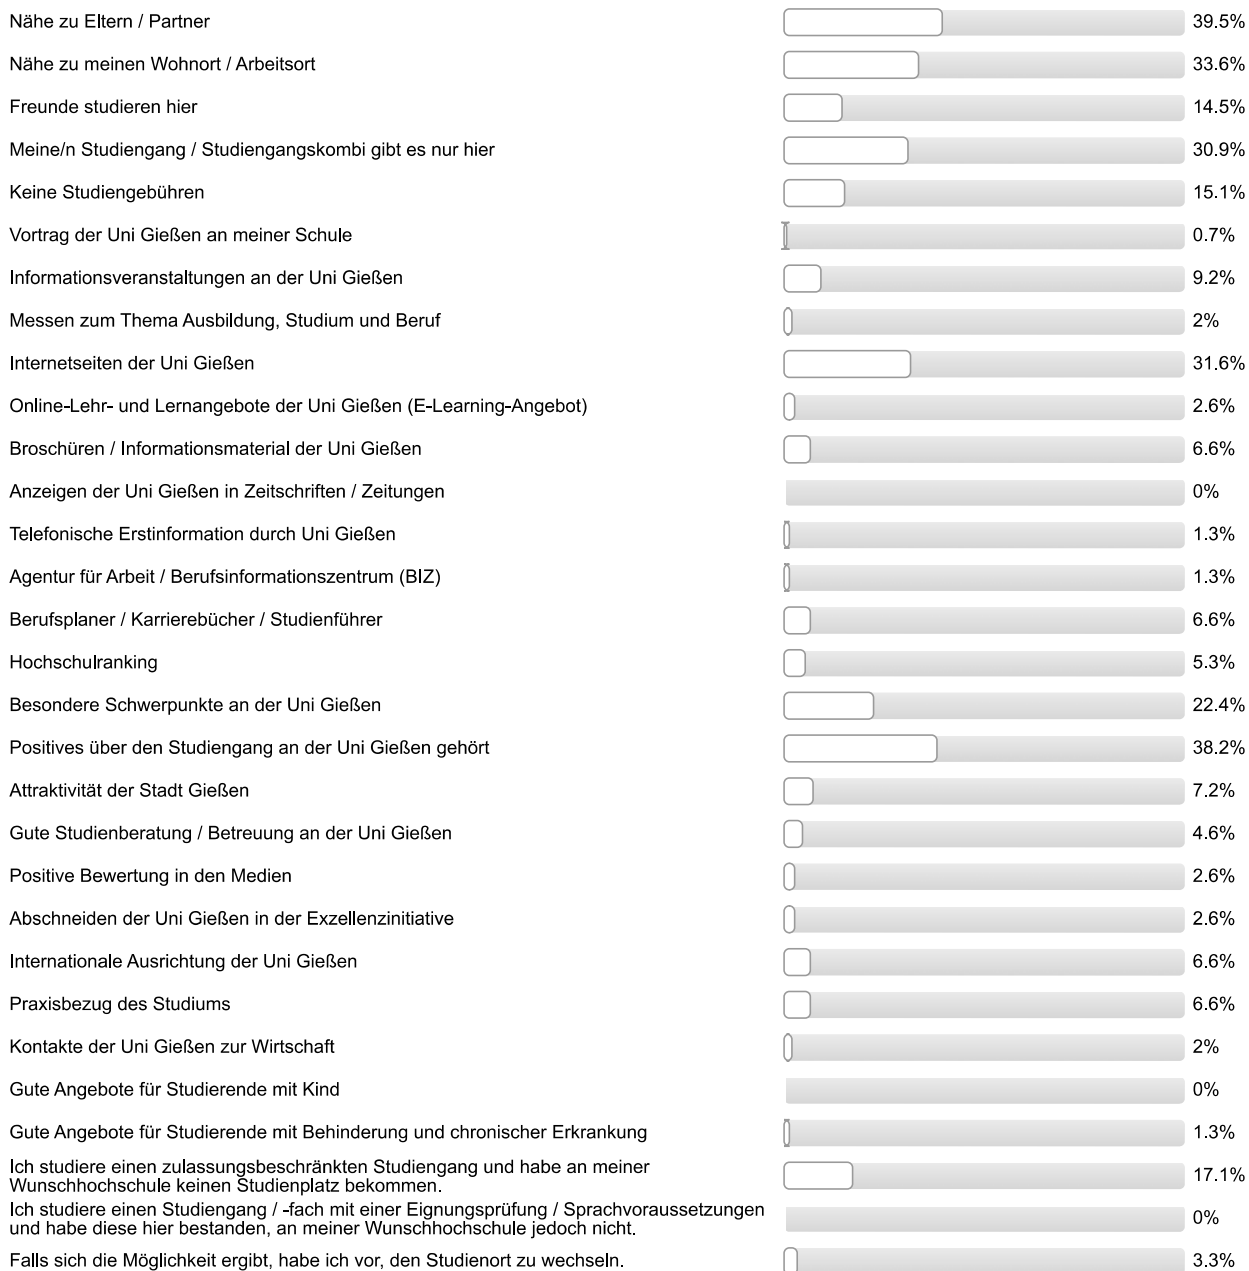 Nähe zu Eltern / Partner 39.5%
Nähe zu meinen Wohnort / Arbeitsort 33.6%
Freunde studieren hier 14.5%
Meine/n Studiengang / Studiengangskombi gibt es nur hier 30.9%
Keine Studiengebühren 15.1%
Vortrag der Uni Gießen an meiner Schule 0.7%
Informationsveranstaltungen an der Uni Gießen 9.2%
Messen zum Thema Ausbildung, Studium und Beruf 2%
Internetseiten der Uni Gießen 31.6%
Online-Lehr- und Lernangebote der Uni Gießen (E-Learning-Angebot) 2.6%
Broschüren / Informationsmaterial der Uni Gießen 6.6%
Anzeigen der Uni Gießen in Zeitschriften / Zeitungen 0%
Telefonische Erstinformation durch Uni Gießen 1.3%
Agentur für Arbeit / Berufsinformationszentrum (BIZ) 1.3%
Berufsplaner / Karrierebücher / Studienführer 6.6%
Hochschulranking 5.3%
Besondere Schwerpunkte an der Uni Gießen 22.4%
Positives über den Studiengang an der Uni Gießen gehört 38.2%
Attraktivität der Stadt Gießen 7.2%
Gute Studienberatung / Betreuung an der Uni Gießen 4.6%
Positive Bewertung in den Medien 2.6%
Abschneiden der Uni Gießen in der Exzellenzinitiative 2.6%
Internationale Ausrichtung der Uni Gießen 6.6%
Praxisbezug des Studiums 6.6%
Kontakte der Uni Gießen zur Wirtschaft 2%
Gute Angebote für Studierende mit Kind 0%
Gute Angebote für Studierende mit Behinderung und chronischer Erkrankung 1.3%
Ich studiere einen zulassungsbeschränkten Studiengang und habe an meiner
Wunschhochschule keinen Studienplatz bekommen. 17.1%
Ich studiere einen Studiengang / -fach mit einer Eignungsprüfung / Sprachvoraussetzungen
und habe diese hier bestanden, an meiner Wunschhochschule jedoch nicht. 0%
Falls sich die Möglichkeit ergibt, habe ich vor, den Studienort zu wechseln. 3.3%